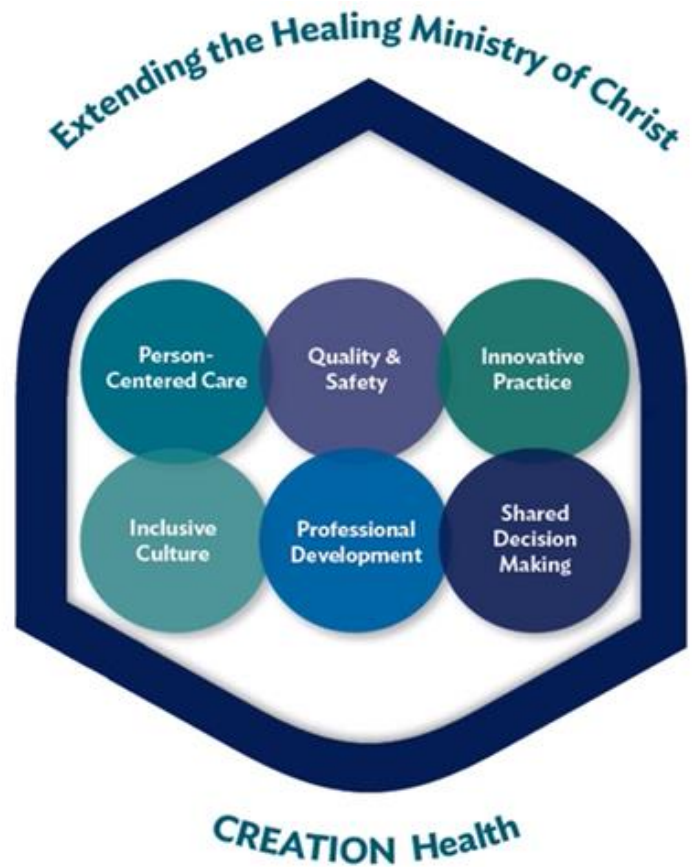 Extending the Healing Ministry of Christ
Person-
Centered Care
Quality &
Safety
Innovative
Practice
Inclusive
Culture
Professional
Development
Shared
Decision
Making
CREATION Health